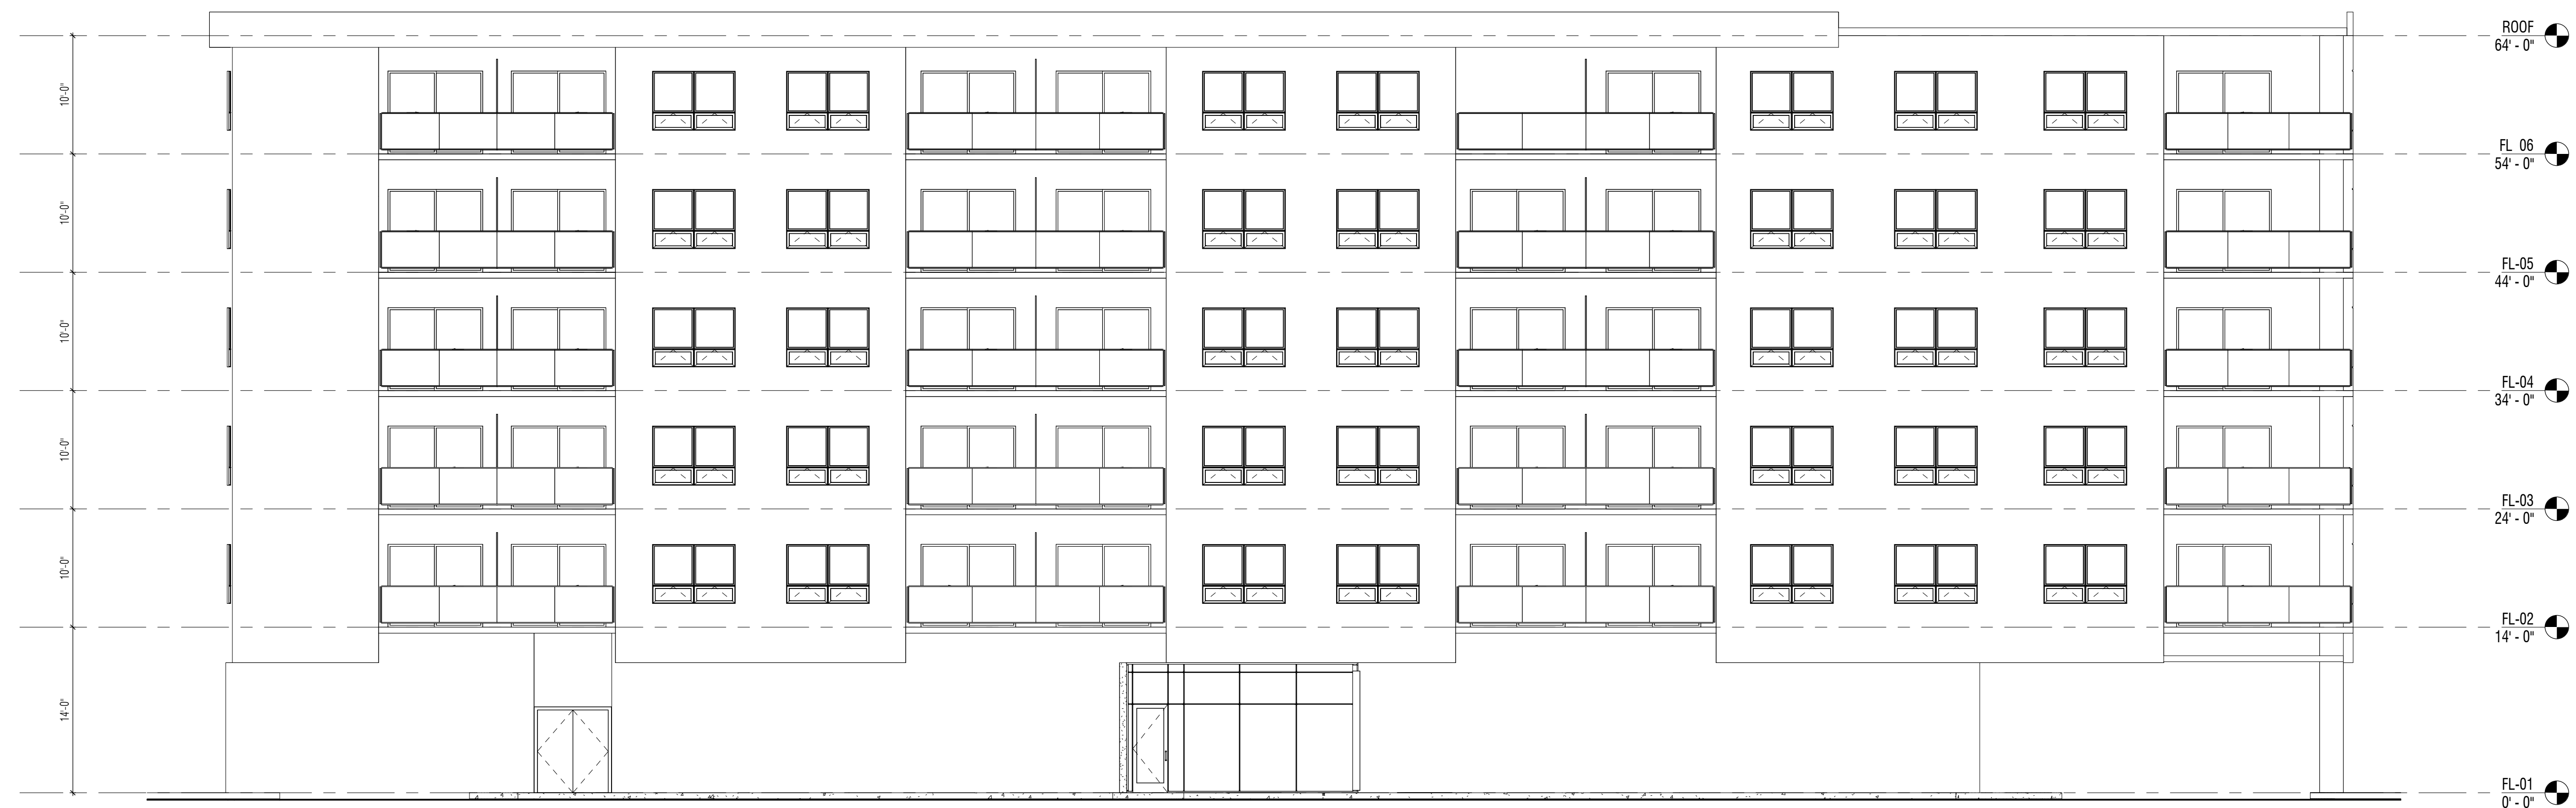 ROOF
64' - 0"
10'-0"
FL 06
54' - 0"
10'-0"
FL-05
44' - 0"
10'-0"
FL-04
34' - 0"
10'-0"
FL-03
24' - 0"
10'-0"
FL-02
14' - 0"
14'-0"
FL-01
0' - 0"